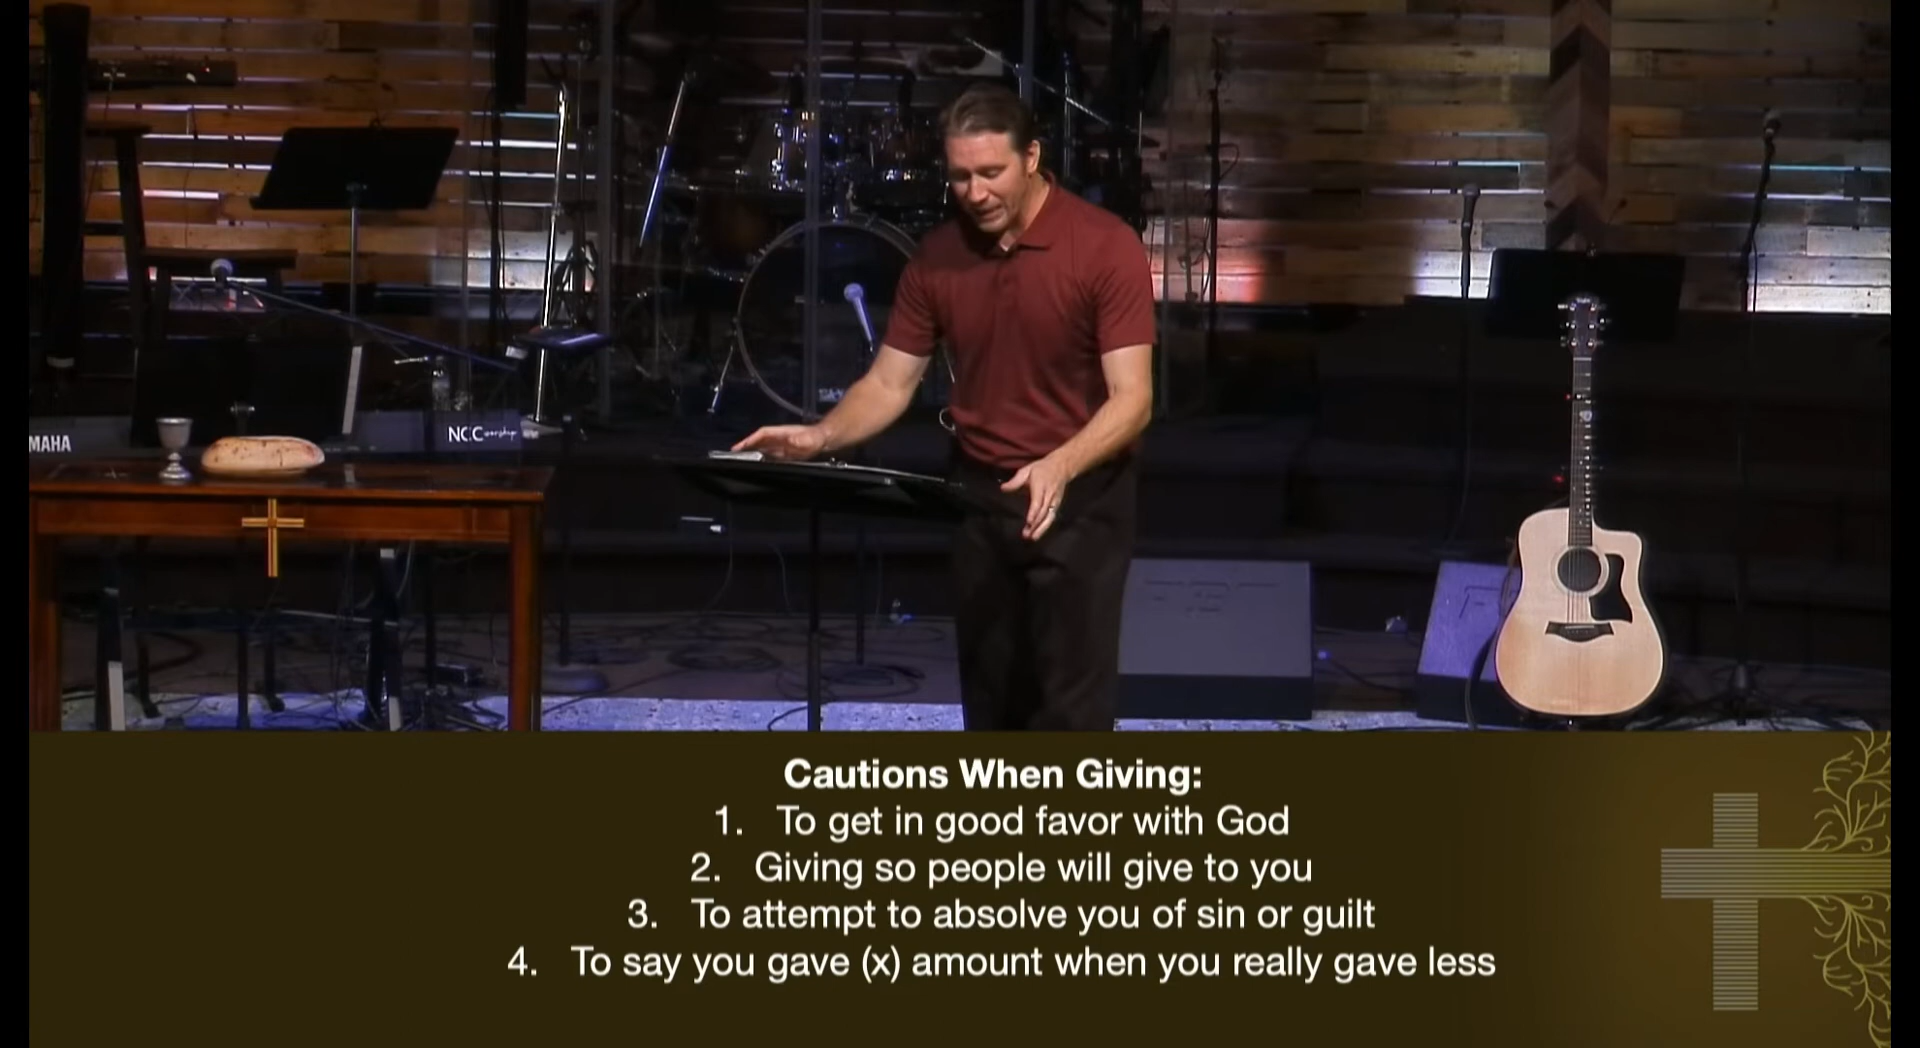 MAHA
NCC worship
Cautions When Giving:
1. To get in good favor with God
2. Giving so people will give to you
3. To attempt to absolve you of sin or guilt
4. To say you gave (x) amount when you really gave less